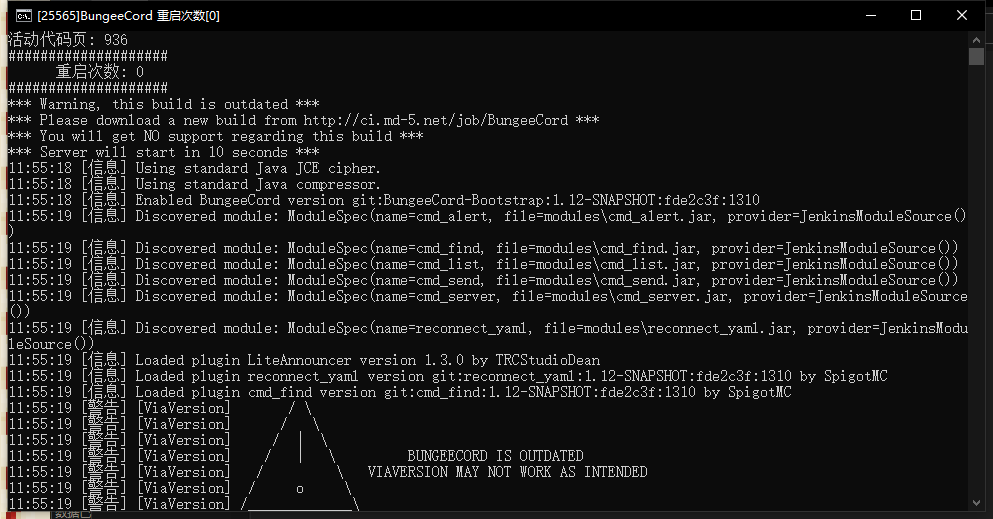 [25565]BungeeCord 重启次数[0]
活动代码页: 936
####################
重启次数: 0
####################
*** Warning, this build is outdated ***
*** Please download a new build from http://ci.md-5.net/job/BungeeCord ***
*** You will get NO support regarding this build ***
*** Server will start in 10 seconds ***
11:55:18 [信息] Using standard Java JCE cipher.
11:55:18 [信息] Using standard Java compressor.
11:55:18 [信息] Enabled BungeeCord version git:BungeeCord-Bootstrap:1.12-SNAPSHOT:fde2c3f:1310
11:55:19 [信息] Discovered module: ModuleSpec(name=cmd_alert, file=modules\cmd_alert.jar, provider=JenkinsModuleSource()
)
11:55:19 [信息] Discovered module: ModuleSpec(name=cmd_find, file=modules\cmd_find.jar, provider=JenkinsModuleSource())
11:55:19 [信息] Discovered module: ModuleSpec(name=cmd_list, file=modules\cmd_list.jar, provider=JenkinsModuleSource())
11:55:19 [信息] Discovered module: ModuleSpec(name=cmd_send, file=modules\cmd_send.jar, provider=JenkinsModuleSource())
11:55:19 [信息] Discovered module: ModuleSpec(name=cmd_server, file=modules\cmd_server.jar, provider=JenkinsModuleSource
())
11:55:19 [信息] Discovered module: ModuleSpec(name=reconnect_yaml, file=modules\reconnect_yaml.jar, provider=JenkinsModu
leSource())
11:55:19 [信息] Loaded plugin LiteAnnouncer version 1.3.0 by TRCStudioDean
11:55:19 [信息] Loaded plugin reconnect_yaml version git:reconnect_yaml:1.12-SNAPSHOT:fde2c3f:1310 by SpigotMC
11:55:19 [信息] Loaded plugin cmd_find version git:cmd_find:1.12-SNAPSHOT:fde2c3f:1310 by SpigotMC
11:55:19 [警告] [ViaVersion]         / \
11:55:19 [警告] [ViaVersion]        /   \
11:55:19 [警告] [ViaVersion]       /  |  \
11:55:19 [警告] [ViaVersion]      /   |   \         BUNGEECORD IS OUTDATED
11:55:19 [警告] [ViaVersion]     /         \   VIAVERSION MAY NOT WORK AS INTENDED
11:55:19 [警告] [ViaVersion]    /     o     \
11:55:19 [警告] [ViaVersion]   /_____________\